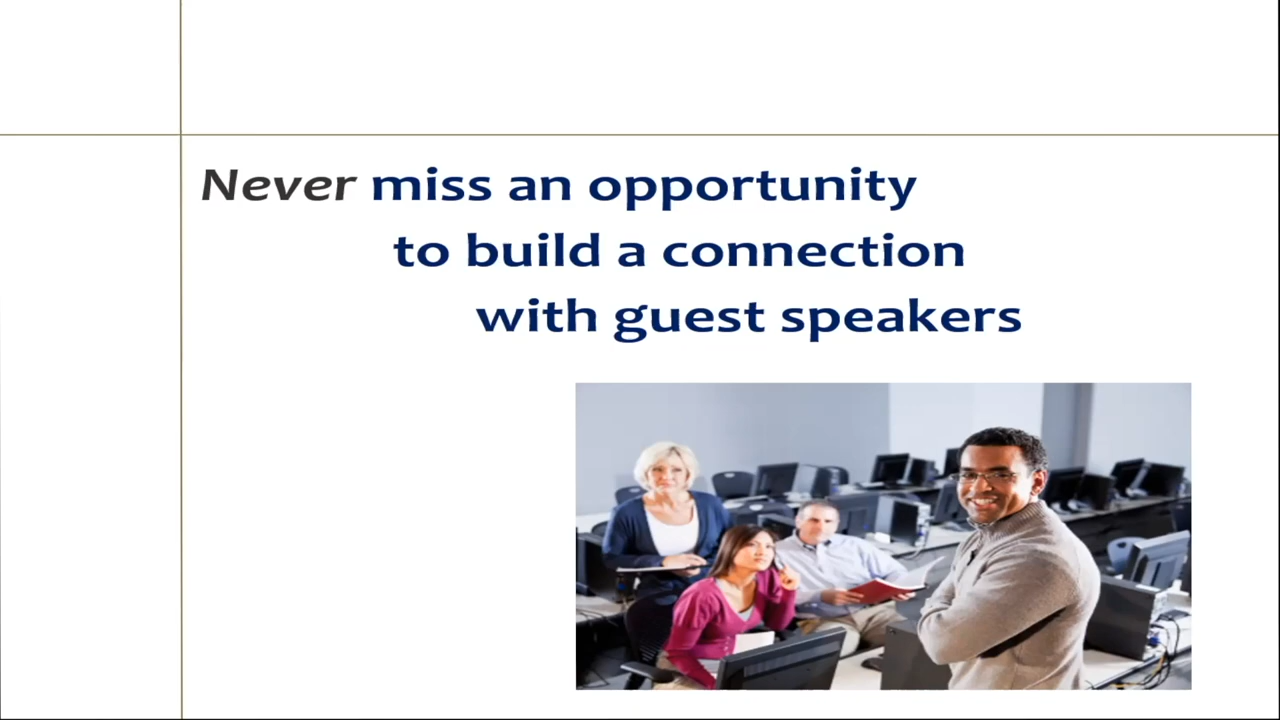 Never miss an opportunity
to build a connection
with guest speakers